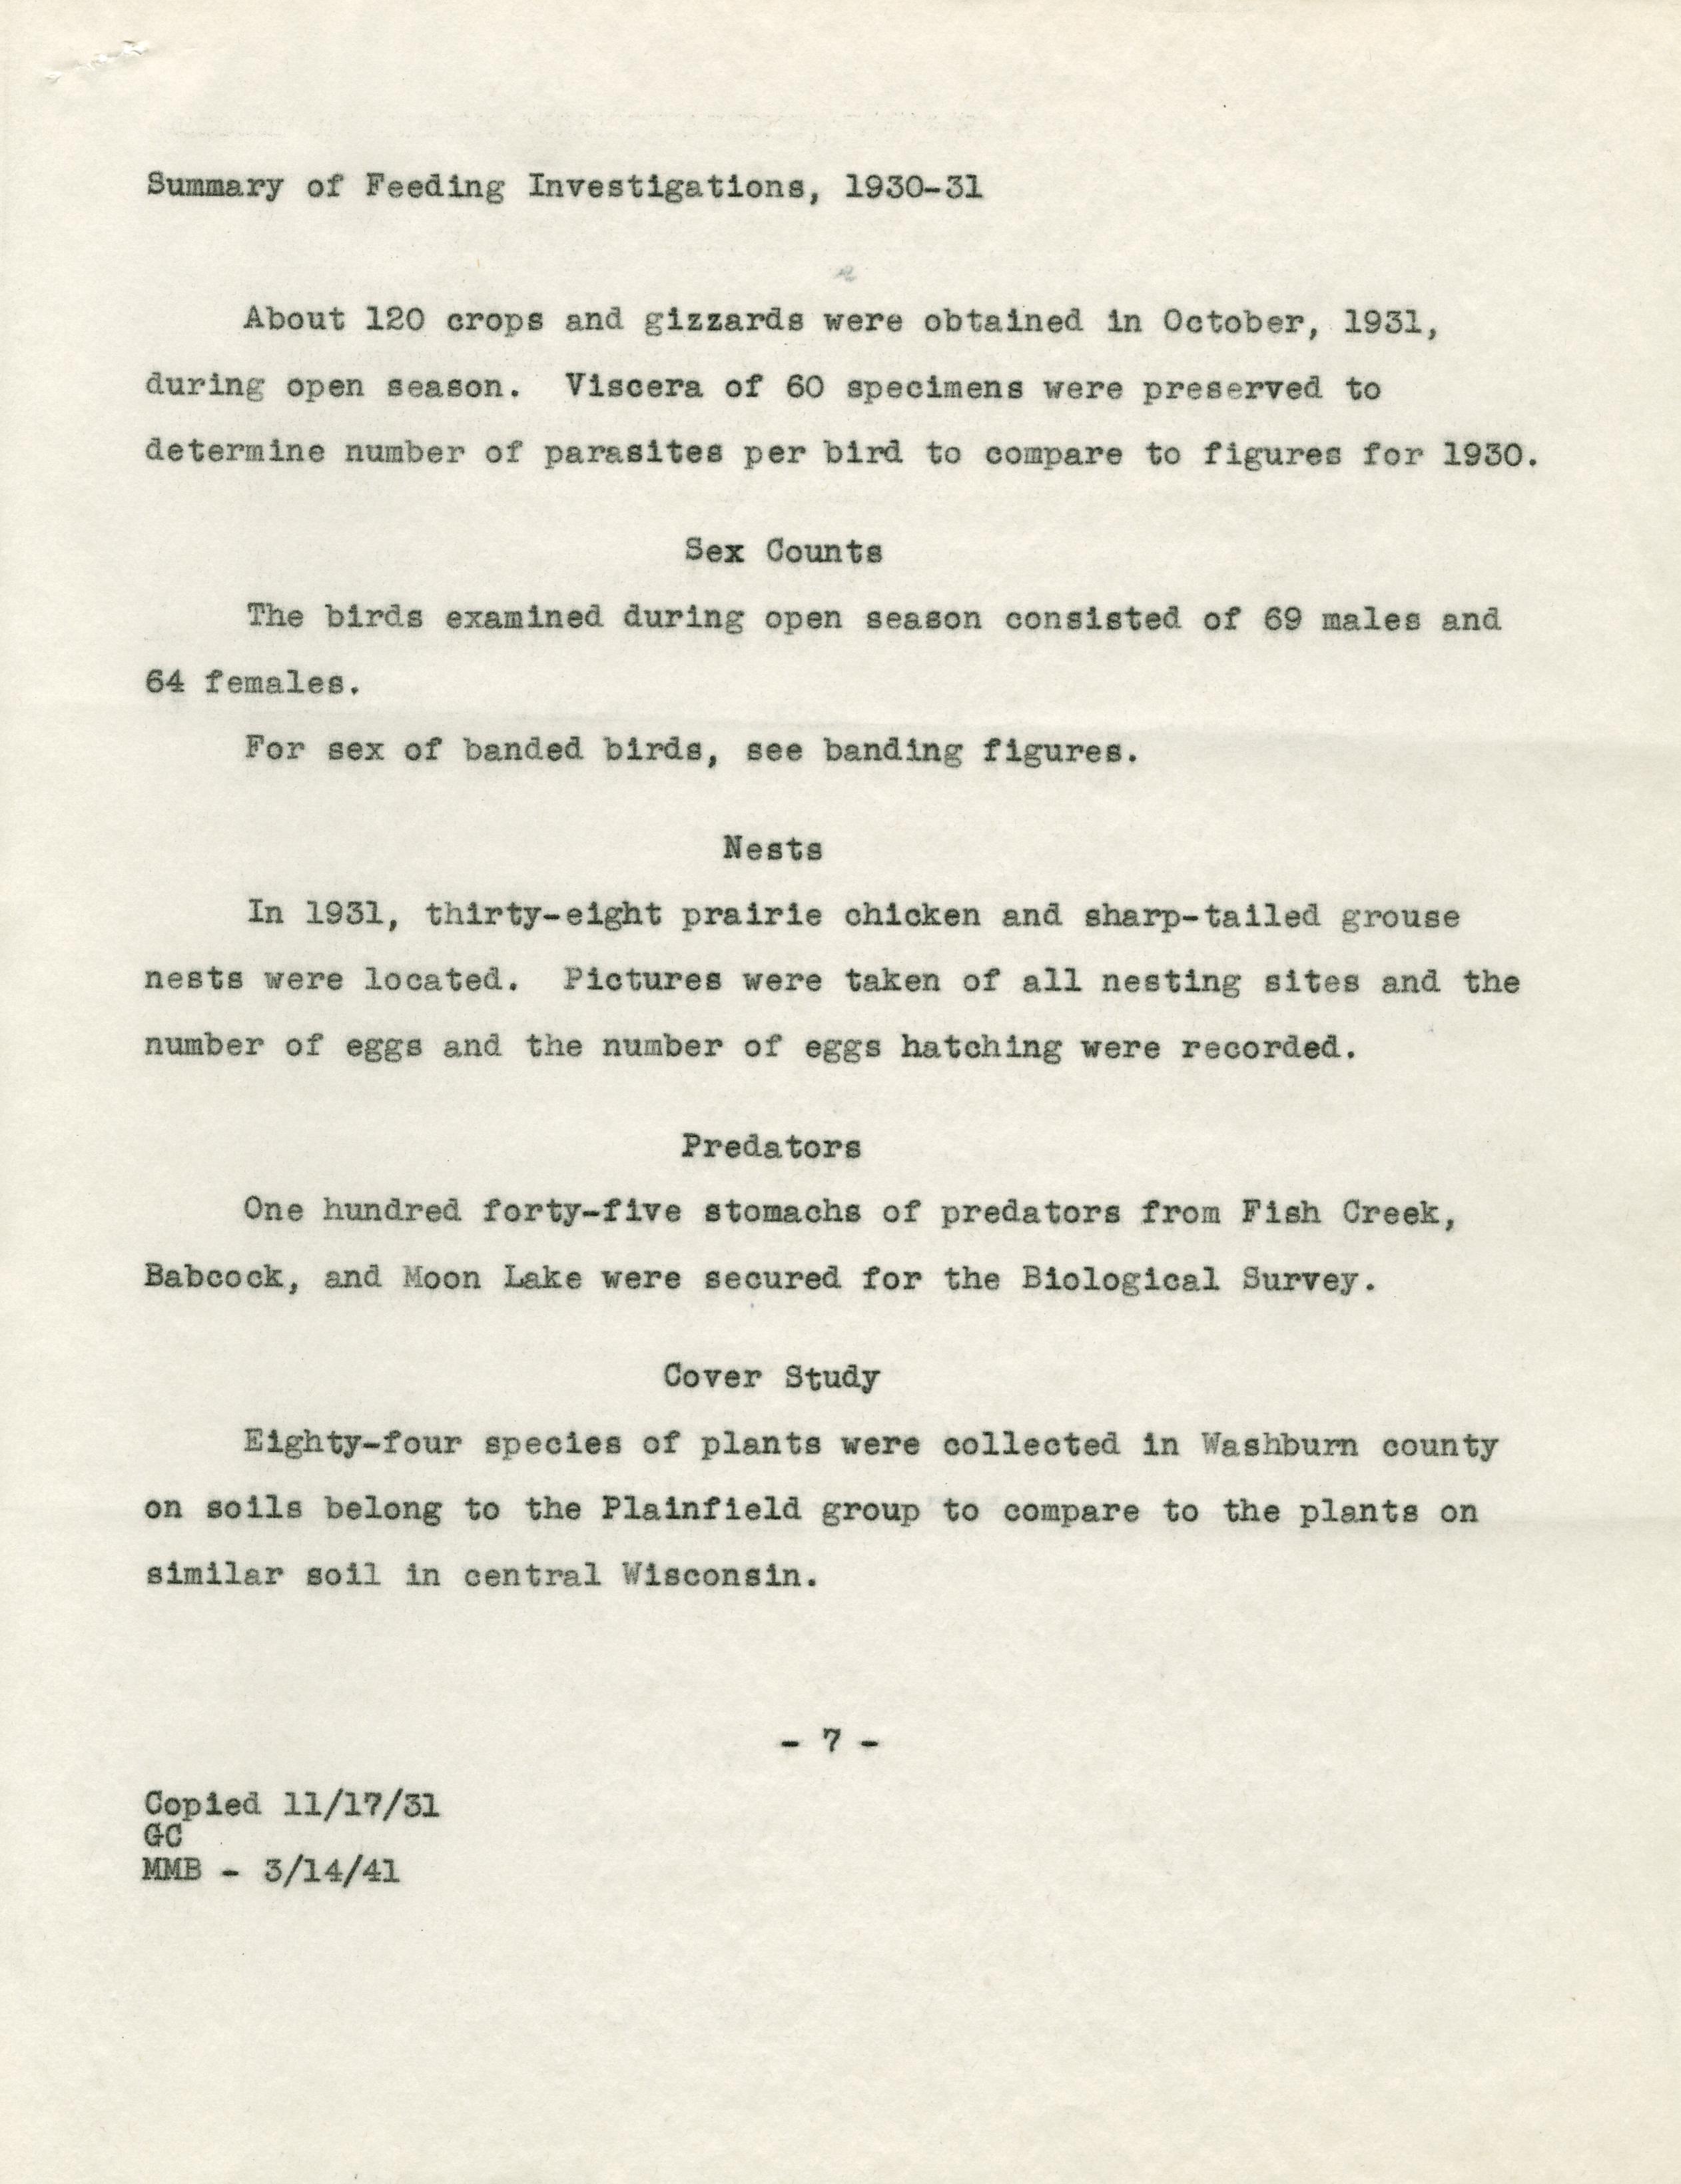 Summary of Feeding Investigations, 1930-31
About 120 crops and gizzards were obtained in October, 1931,
during open season. Viscera of 60 specimens were preserved to
determine number of parasites per bird to compare to figures for 1930.
Sex Counts
The birds examined during open season consisted of 69 males and
64 females.
For sex of banded birds, see banding figures.
Nests
In 1931, thirty-eight prairie chicken and sharp-tailed grouse
nests were located. Pictures were taken of all nesting sites and the
number of eggs and the number of eggs hatching were recorded.
Predators
One hundred forty-five stomachs of predators from Fish Creek,
Babcock, and Moon Lake were secured for the Biological Survey.
Cover Study
Eighty-four species of plants were collected in Washburn county
on soils belong to the Plainfield group to compare to the plants on
similar soil in central Wisconsin.
- 7 -
Copied 11/17/31
GC
MMB - 3/14/41